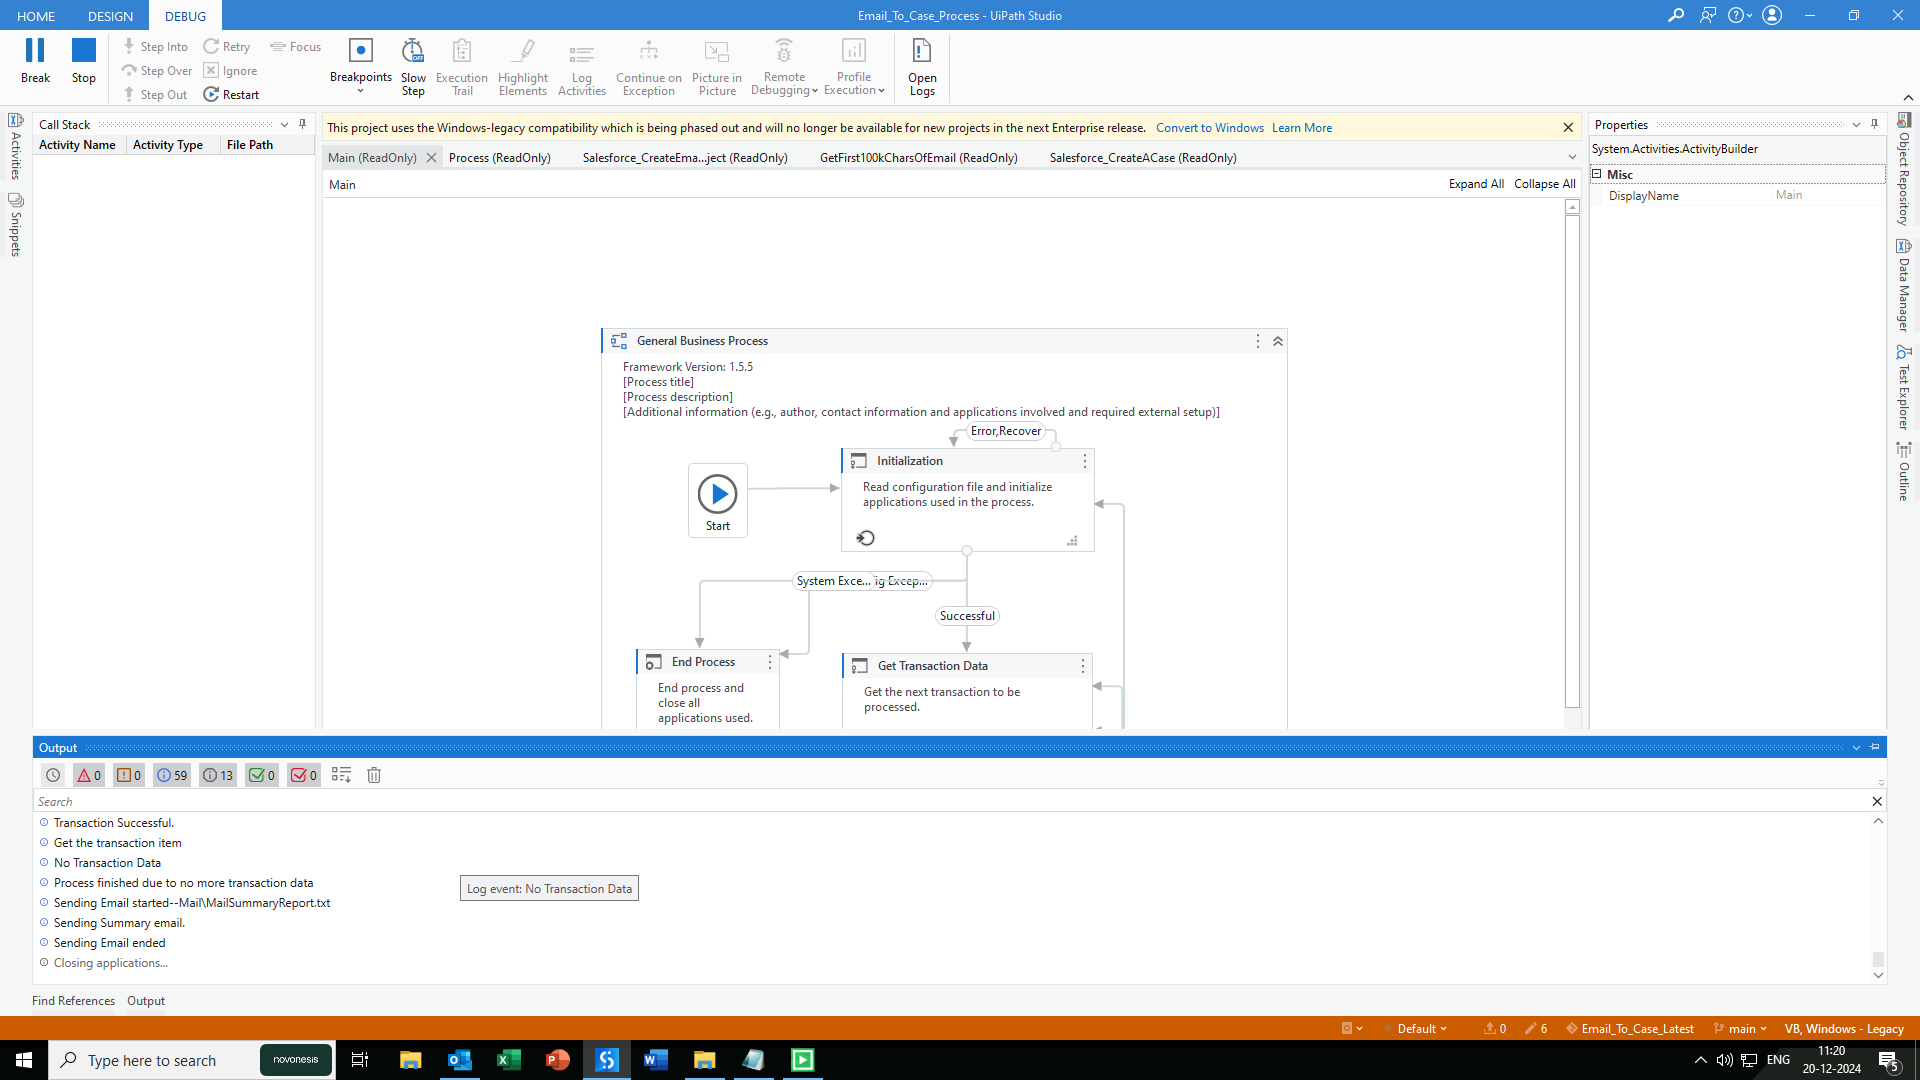 HOME DESIGN DEBUG Email_To_Case_Process - UiPath Studio
Break Stop Step Into Step Over Step Out Retry Ignore Restart Focus
Breakpoints
Slow Step
Execution Trail
Highlight Elements
Log Activities
Continue on Exception
Picture in Picture
Remote Debugging
Profile Execution
Open Logs
Activities
Snippets
Call Stack
Activity Name Activity Type File Path
This project uses the Windows-legacy compatibility which is being phased out and will no longer be available for new projects in the next Enterprise release. Convert to Windows Learn More
Main (ReadOnly) Process (ReadOnly) Salesforce_CreateEma...ject (ReadOnly) GetFirst100kCharsOfEmail (ReadOnly) Salesforce_CreateACase (ReadOnly)
Main Expand All Collapse All
General Business Process
Framework Version: 1.5.5
[Process title]
[Process description]
[Additional information (e.g., author, contact information and applications involved and required external setup)]
Error,Recover
Initialization
Read configuration file and initialize
applications used in the process.
Start
System Exce... ig Excep...
Successful
End Process
End process and
close all
applications used.
Get Transaction Data
Get the next transaction to be
processed.
Properties
System.Activities.ActivityBuilder
Misc
DisplayName Main
Object Repository
Data Manager
Test Explorer
Outline
Output
0 0 59 13 0 0
Search
Transaction Successful.
Get the transaction item
No Transaction Data
Process finished due to no more transaction data
Sending Email started--Mail\MailSummaryReport.txt
Sending Summary email.
Sending Email ended
Closing applications...
Log event: No Transaction Data
Find References Output
Default 0 6 Email_To_Case_Latest main VB, Windows - Legacy
Type here to search novonesis
ENG
11:20
20-12-2024
5